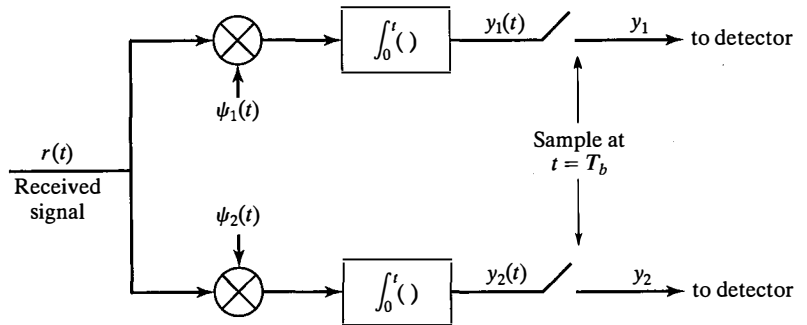 ∫₀ᵗ( )
y₁(t)
y₁
to detector
ψ₁(t)
r(t)
Received
signal
Sample at
t = T_b
ψ₂(t)
∫₀ᵗ( )
y₂(t)
y₂
to detector